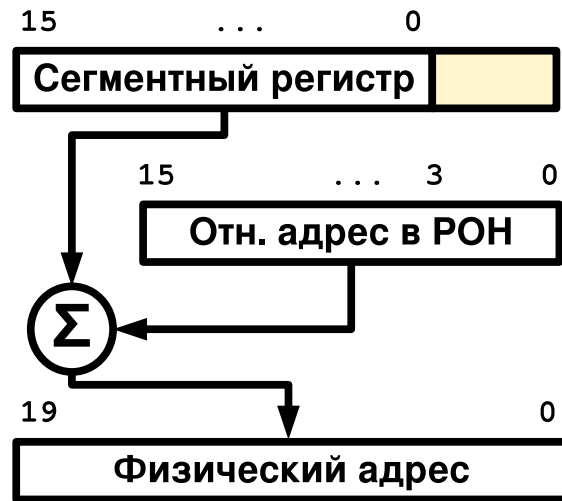 15 ... 0
Сегментный регистр
15 ... 3 0
Отн. адрес в РОН
Σ
19 0
Физический адрес